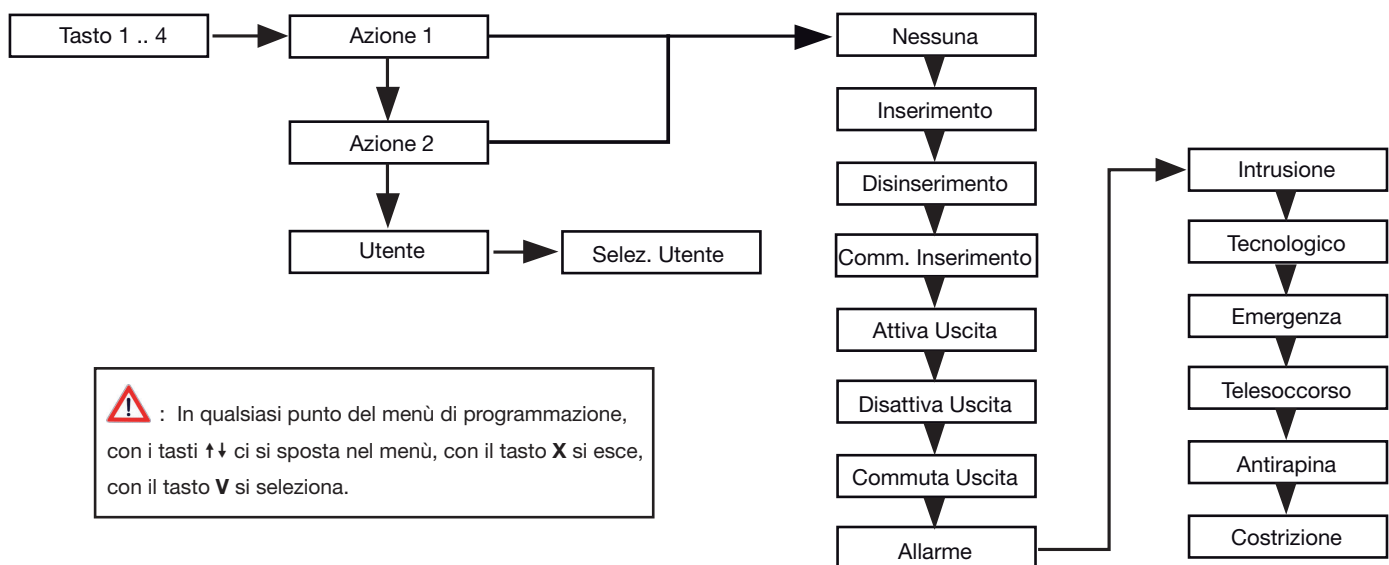 Tasto 1 .. 4
Azione 1
Azione 2
Utente
Selez. Utente
Nessuna
Inserimento
Disinserimento
Comm. Inserimento
Attiva Uscita
Disattiva Uscita
Commuta Uscita
Allarme
Intrusione
Tecnologico
Emergenza
Telesoccorso
Antirapina
Costrizione
! : In qualsiasi punto del menù di programmazione,
con i tasti ↑↓ ci si sposta nel menù, con il tasto X si esce,
con il tasto V si seleziona.